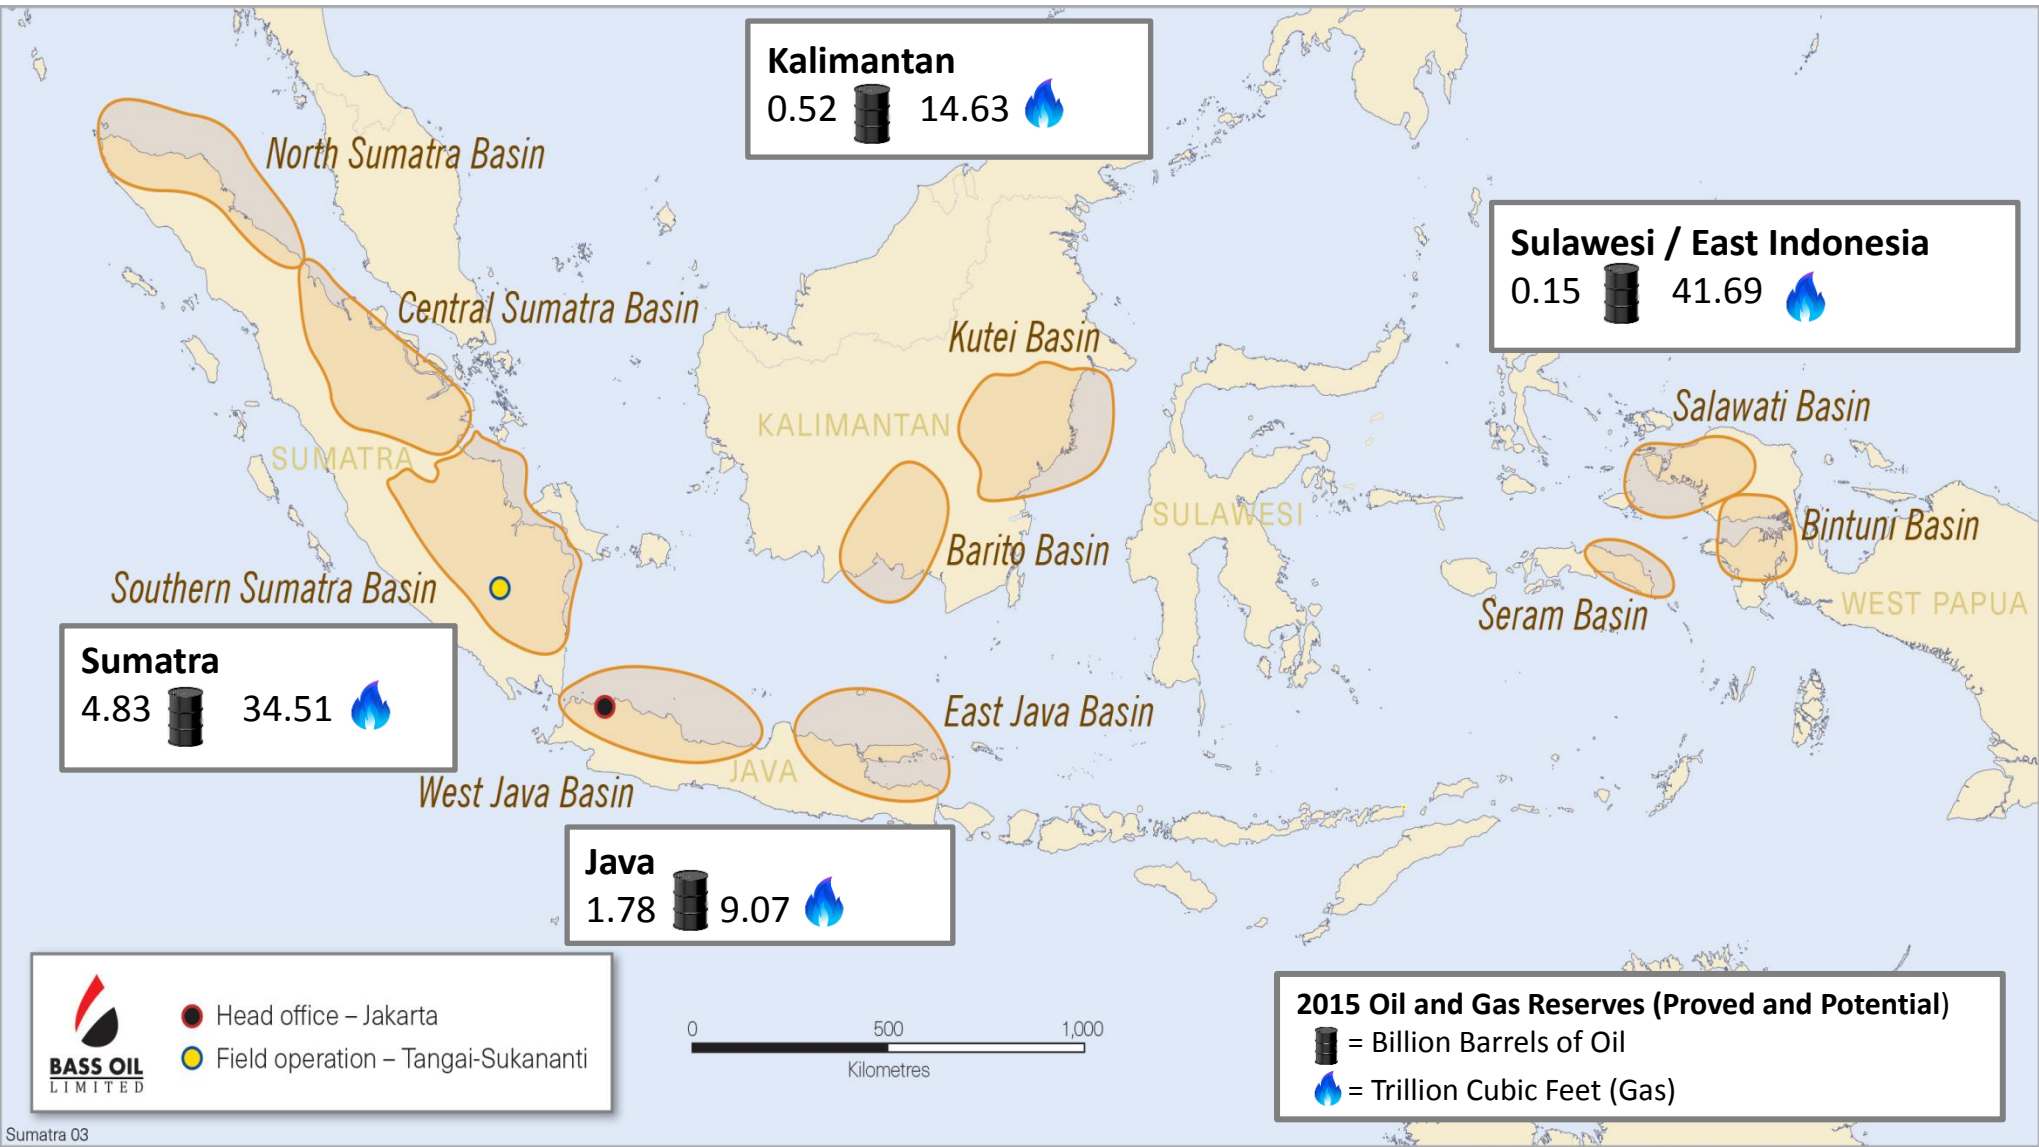 Kalimantan
0.52 14.63
North Sumatra Basin
Sulawesi / East Indonesia
0.15 41.69
Central Sumatra Basin
Kutei Basin
Salawati Basin
KALIMANTAN
SUMATRA
SULAWESI
Bintuni Basin
Barito Basin
Southern Sumatra Basin
Seram Basin
WEST PAPUA
Sumatra
4.83 34.51
East Java Basin
JAVA
West Java Basin
Java
1.78 9.07
BASS OIL
LIMITED
Head office – Jakarta
Field operation – Tangai-Sukananti
0 500 1,000
Kilometres
2015 Oil and Gas Reserves (Proved and Potential)
= Billion Barrels of Oil
= Trillion Cubic Feet (Gas)
Sumatra 03